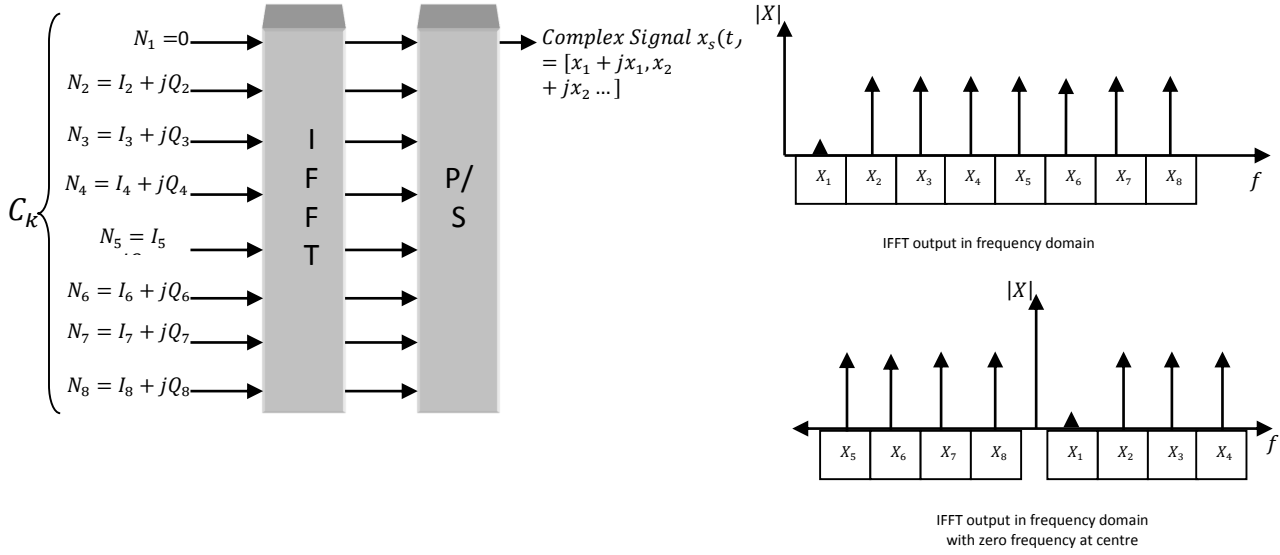 N₁ =0
N₂ = I₂ + jQ₂
N₃ = I₃ + jQ₃
N₄ = I₄ + jQ₄
C_k
N₅ = I₅
N₆ = I₆ + jQ₆
N₇ = I₇ + jQ₇
N₈ = I₈ + jQ₈
I
F
F
T
P/
S
Complex Signal x_s(t,
= [x₁ + jx₁, x₂
+ jx₂ …]
|X|
X₁ X₂ X₃ X₄ X₅ X₆ X₇ X₈
f
IFFT output in frequency domain
|X|
X₅ X₆ X₇ X₈ X₁ X₂ X₃ X₄
f
IFFT output in frequency domain
with zero frequency at centre